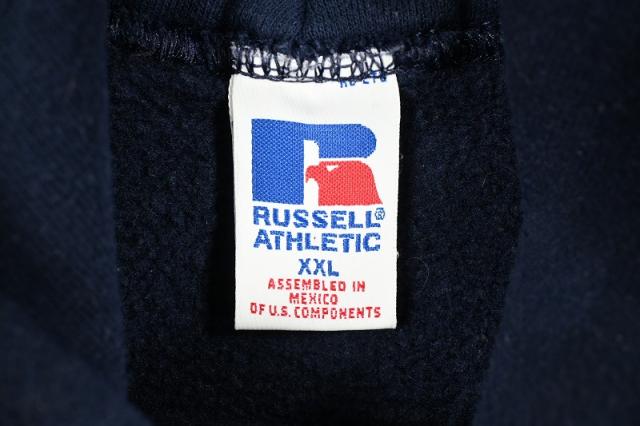 RUSSELL®
ATHLETIC
XXL
ASSEMBLED IN
MEXICO
OF U.S. COMPONENTS